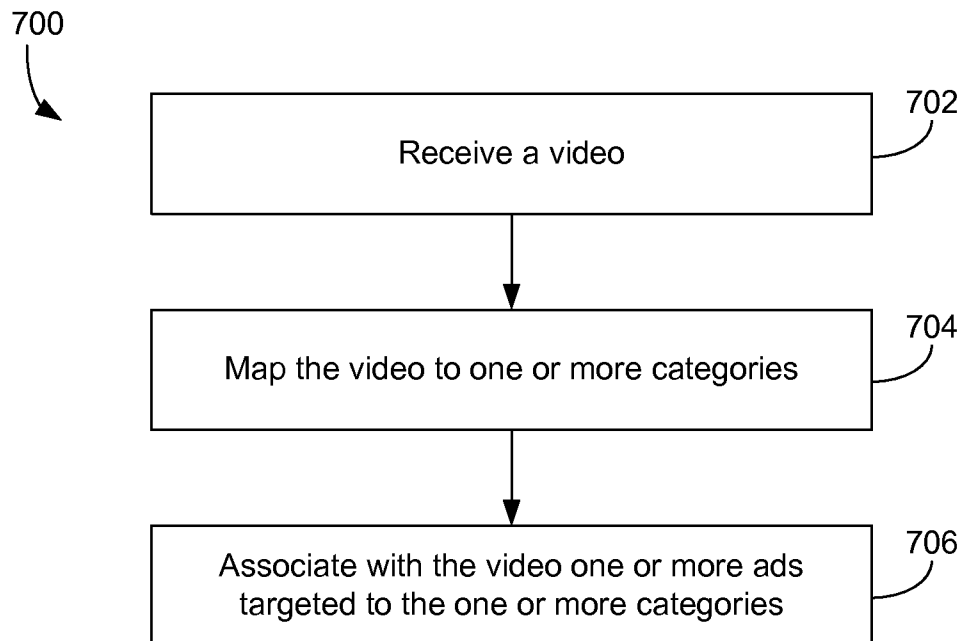 700
702
Receive a video
704
Map the video to one or more categories
706
Associate with the video one or more ads
targeted to the one or more categories